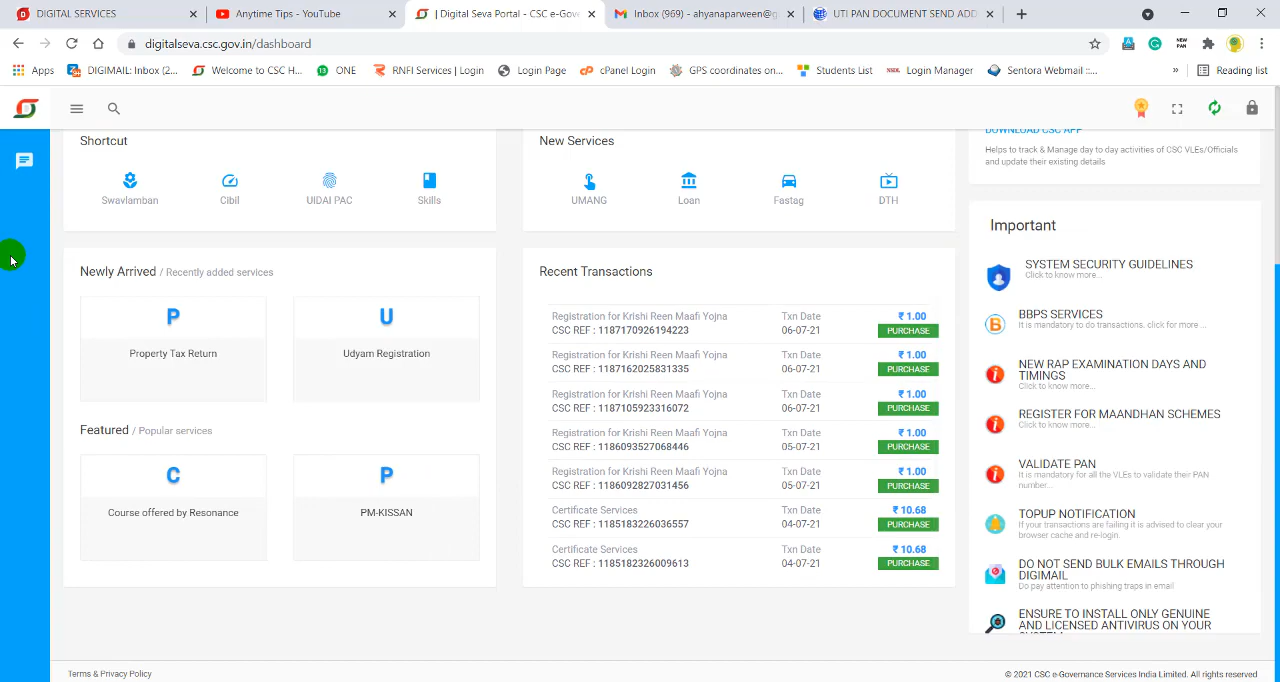 DIGITAL SERVICES
Anytime Tips - YouTube
| Digital Seva Portal - CSC e-Gove
Inbox (969) - ahyanaparween@g
UTI PAN DOCUMENT SEND ADD
digitalseva.csc.gov.in/dashboard
NEW
PAN
Apps
DIGIMAIL: Inbox (2...
Welcome to CSC H...
ONE
RNFI Services | Login
Login Page
cPanel Login
GPS coordinates on...
Students List
Login Manager
Sentora Webmail ::...
»
Reading list
Shortcut
Swavlamban
Cibil
UIDAI PAC
Skills
New Services
UMANG
Loan
Fastag
DTH
DOWNLOAD CSC APP
Helps to track & Manage day to day activities of CSC VLEs/Officials
and update their existing details
Newly Arrived / Recently added services
P
Property Tax Return
U
Udyam Registration
Featured / Popular services
C
Course offered by Resonance
P
PM-KISSAN
Recent Transactions
Registration for Krishi Reen Maafi Yojna Txn Date ₹ 1.00
CSC REF : 1187170926194223 06-07-21 PURCHASE
Registration for Krishi Reen Maafi Yojna Txn Date ₹ 1.00
CSC REF : 1187162025831335 06-07-21 PURCHASE
Registration for Krishi Reen Maafi Yojna Txn Date ₹ 1.00
CSC REF : 1187105923316072 06-07-21 PURCHASE
Registration for Krishi Reen Maafi Yojna Txn Date ₹ 1.00
CSC REF : 1186093527068446 05-07-21 PURCHASE
Registration for Krishi Reen Maafi Yojna Txn Date ₹ 1.00
CSC REF : 1186092827031456 05-07-21 PURCHASE
Certificate Services Txn Date ₹ 10.68
CSC REF : 1185183226036557 04-07-21 PURCHASE
Certificate Services Txn Date ₹ 10.68
CSC REF : 1185182326009613 04-07-21 PURCHASE
Important
SYSTEM SECURITY GUIDELINES
Click to know more...
BBPS SERVICES
It is mandatory to do transactions. click for more ...
NEW RAP EXAMINATION DAYS AND
TIMINGS
Click to know more...
REGISTER FOR MAANDHAN SCHEMES
Click to know more...
VALIDATE PAN
It is mandatory for all the VLEs to validate their PAN
number...
TOPUP NOTIFICATION
If your transactions are failing it is advised to clear your
browser cache and re-login.
DO NOT SEND BULK EMAILS THROUGH
DIGIMAIL
Do pay attention to phishing traps in email
ENSURE TO INSTALL ONLY GENUINE
AND LICENSED ANTIVIRUS ON YOUR
Terms & Privacy Policy
© 2021 CSC e-Governance Services India Limited. All rights reserved